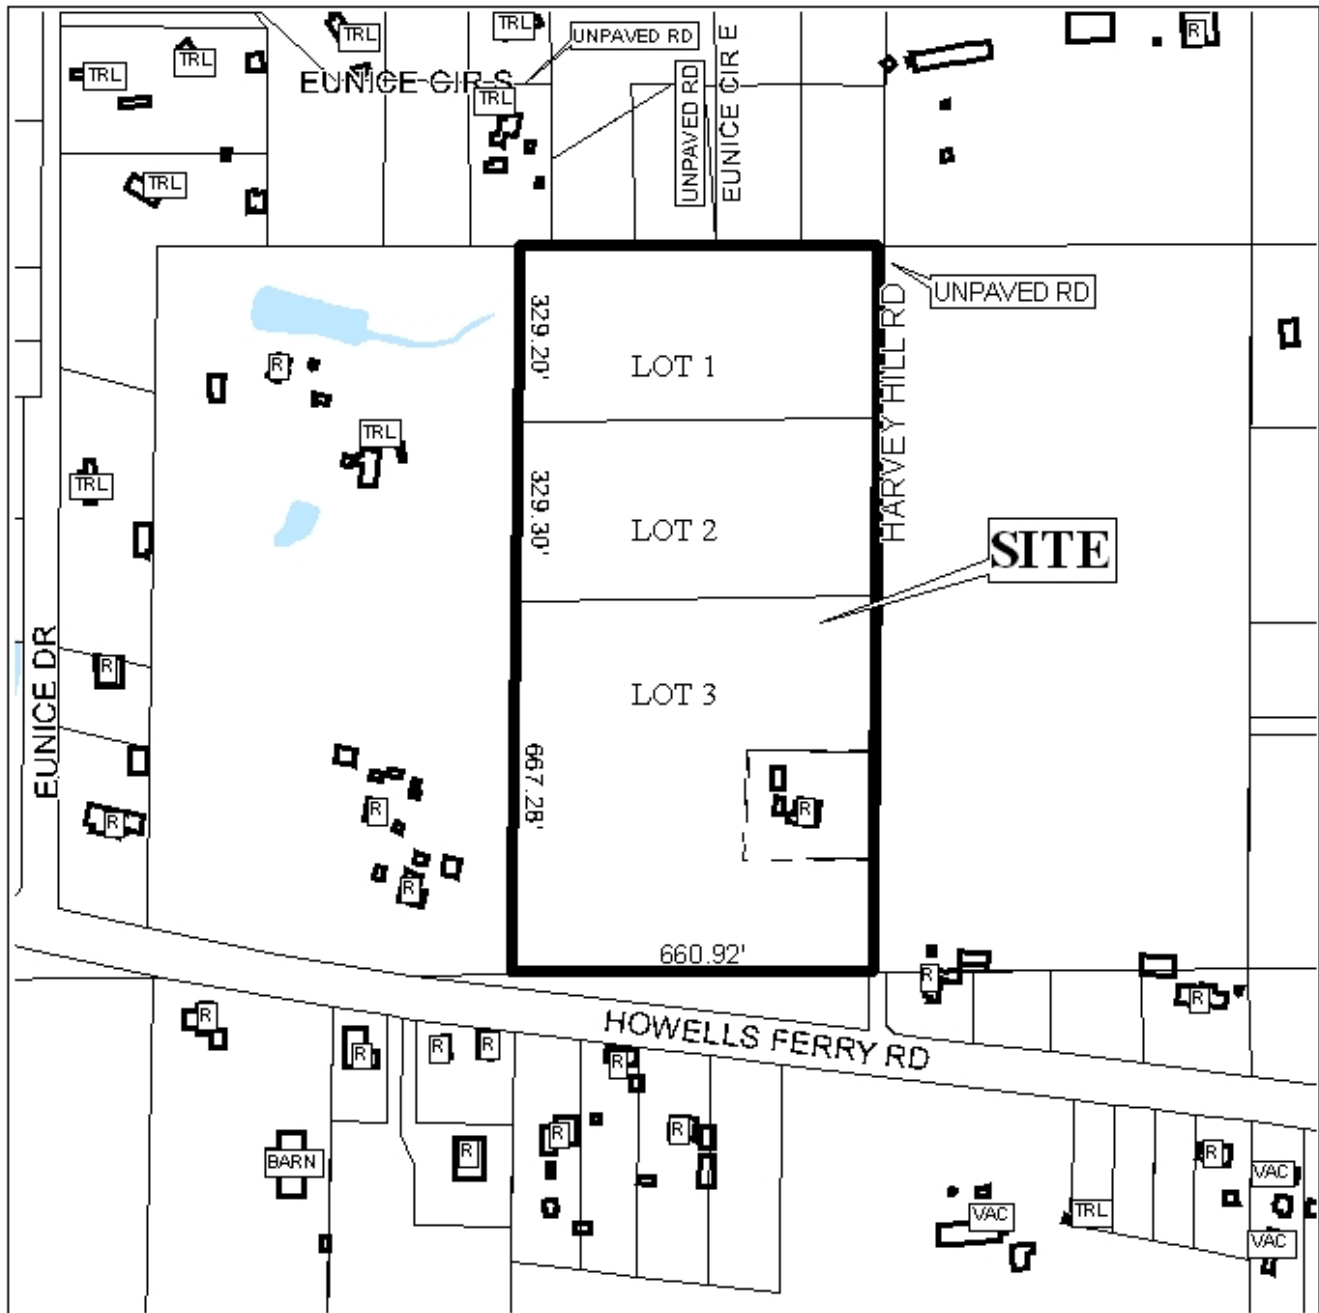 TRL
TRL
UNPAVED RD
R
TRL
TRL
EUNICE CIR S
TRL
UNPAVED RD
EUNICE CIR E
TRL
UNPAVED RD
329.20'
LOT 1
HARVEY HILL RD
R
TRL
TRL
329.30'
LOT 2
SITE
EUNICE DR
R
LOT 3
667.28'
R
R
R
R
660.92'
R
R
R
HOWELLS FERRY RD
R
R
R
R
R
R
R
BARN
R
VAC
VAC
TRL
VAC